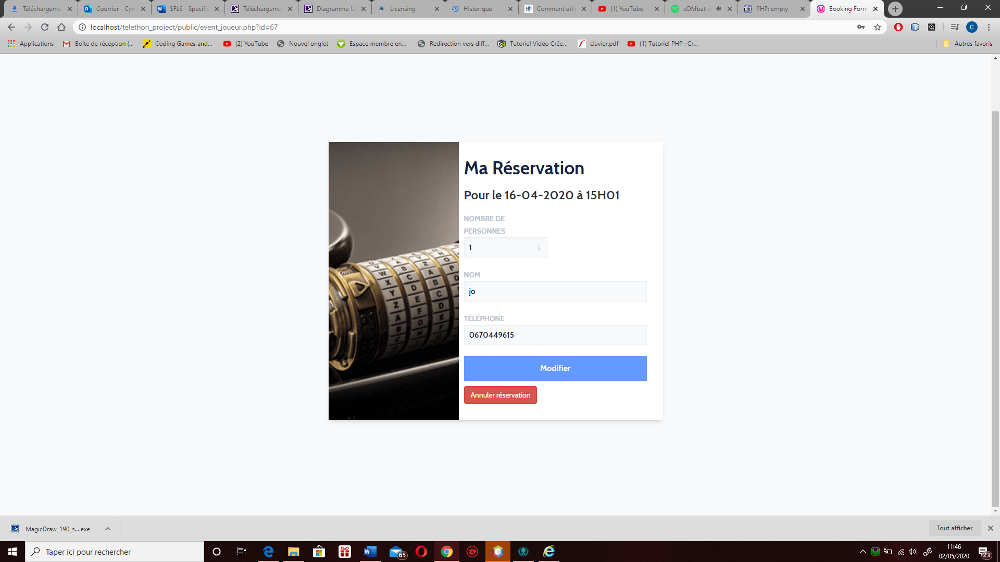 Téléchargeme
Courrier - Cyri
SFL6 - Specific
Téléchargeme
Diagramme U
Licensing
Historique
Comment utili
(1) YouTube
cOMbat q
PHP: empty -
Booking Form
localhost/telethon_project/public/event_joueur.php?id=67
C
Applications
Boîte de réception (...
Coding Games and...
(2) YouTube
Nouvel onglet
Espace membre en...
Redirection vers diff...
Tutoriel Vidéo Crée...
clavier.pdf
(1) Tutoriel PHP : Cr...
Autres favoris
Ma Réservation
Pour le 16-04-2020 à 15H01
NOMBRE DE
PERSONNES
1
NOM
jo
TÉLÉPHONE
0670449615
Modifier
Annuler réservation
MagicDraw_190_s....exe
Tout afficher
Taper ici pour rechercher
65
11:46
02/05/2020
23